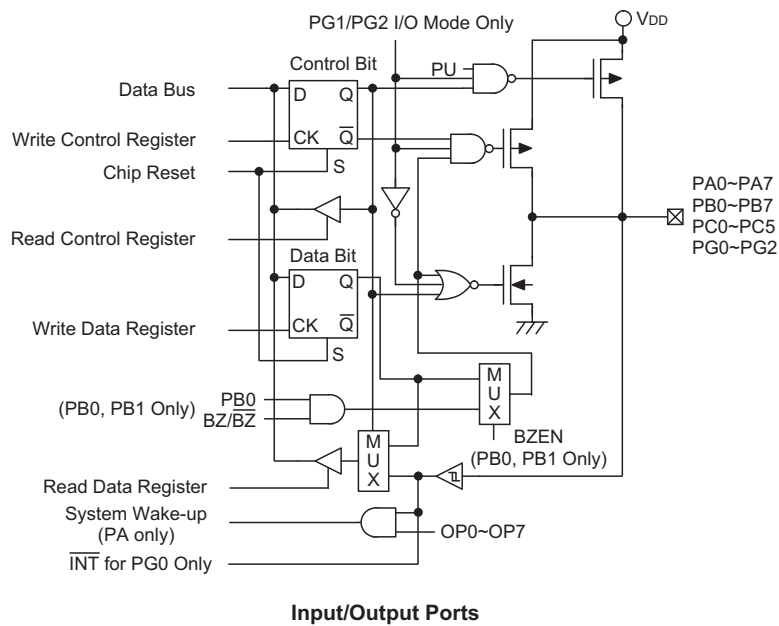 PG1/PG2 I/O Mode Only
VDD
Control Bit
PU
Data Bus
D
Q
Write Control Register
CK
Q̅
Chip Reset
S
PA0~PA7
PB0~PB7
PC0~PC5
PG0~PG2
Read Control Register
Data Bit
D
Q
Write Data Register
CK
Q̅
S
(PB0, PB1 Only)
PB0
BZ/B̅Z̅
MUX
BZEN
(PB0, PB1 Only)
MUX
Read Data Register
System Wake-up
(PA only)
OP0~OP7
I̅N̅T̅ for PG0 Only
Input/Output Ports